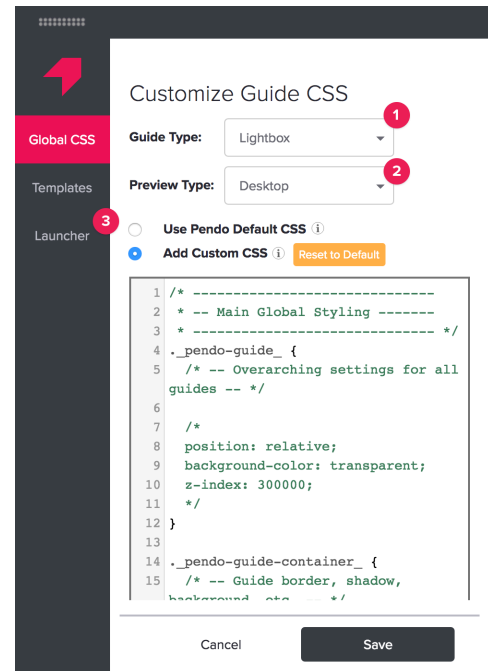 Customize Guide CSS
1
Guide Type:
Lightbox
2
Preview Type:
Desktop
Global CSS
Templates
Launcher
3
Use Pendo Default CSS i
Add Custom CSS i Reset to Default
1 /* -----------------------------
2 * -- Main Global Styling -------
3 * ----------------------------- */
4 ._pendo-guide_ {
5 /* -- Overarching settings for all
guides -- */
6
7 /*
8 position: relative;
9 background-color: transparent;
10 z-index: 300000;
11 */
12 }
13
14 ._pendo-guide-container_ {
15 /* -- Guide border, shadow,
background, etc. -- */
Cancel
Save